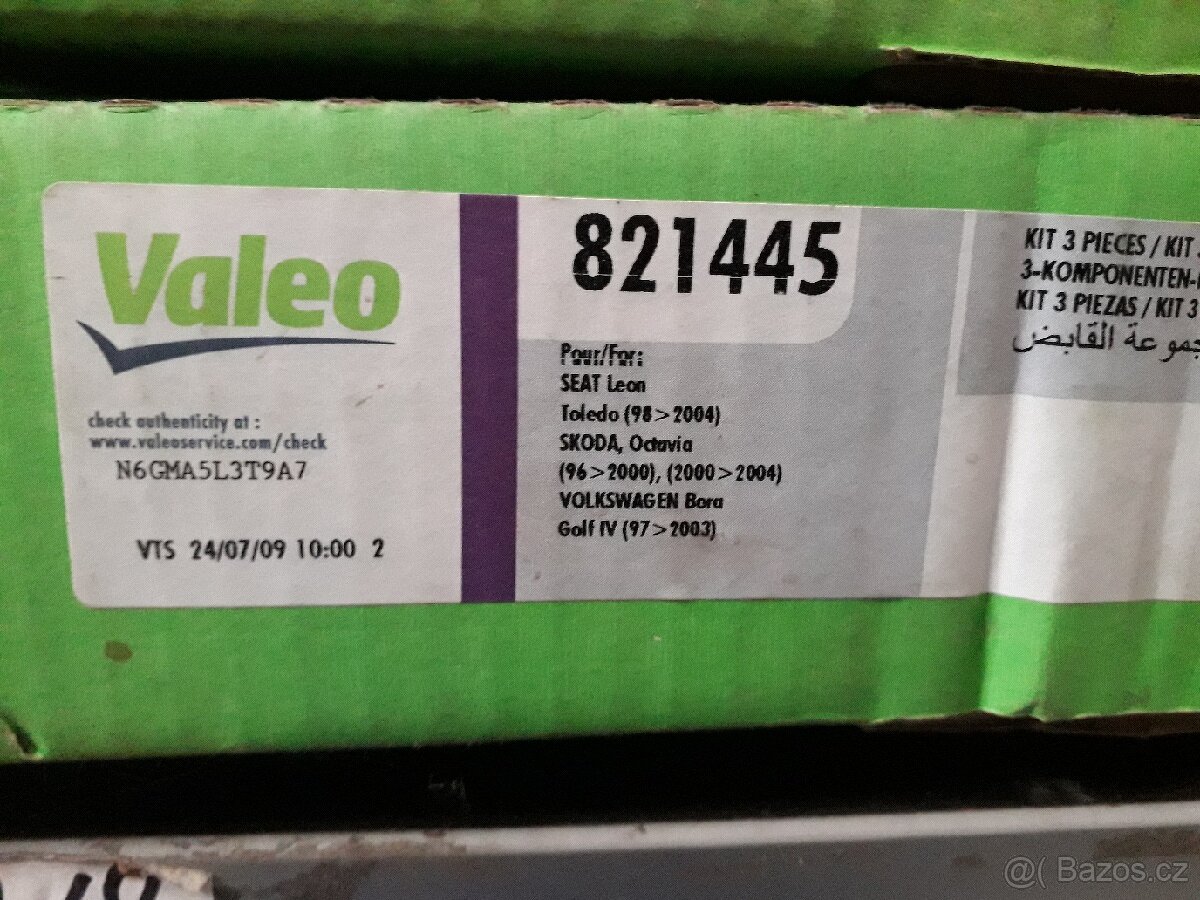 Valeo
check authenticity at :
www.valeoservice.com/check
N6GMA5L3T9A7
VTS 24/07/09 10:00 2
821445
Pour/For:
SEAT Leon
Toledo (98>2004)
SKODA, Octavia
(96>2000), (2000>2004)
VOLKSWAGEN Bora
Golf IV (97>2003)
KIT 3 PIECES / KIT
3-KOMPONENTEN-
KIT 3 PIEZAS / KIT 3
القابض
@( Bazos.cz